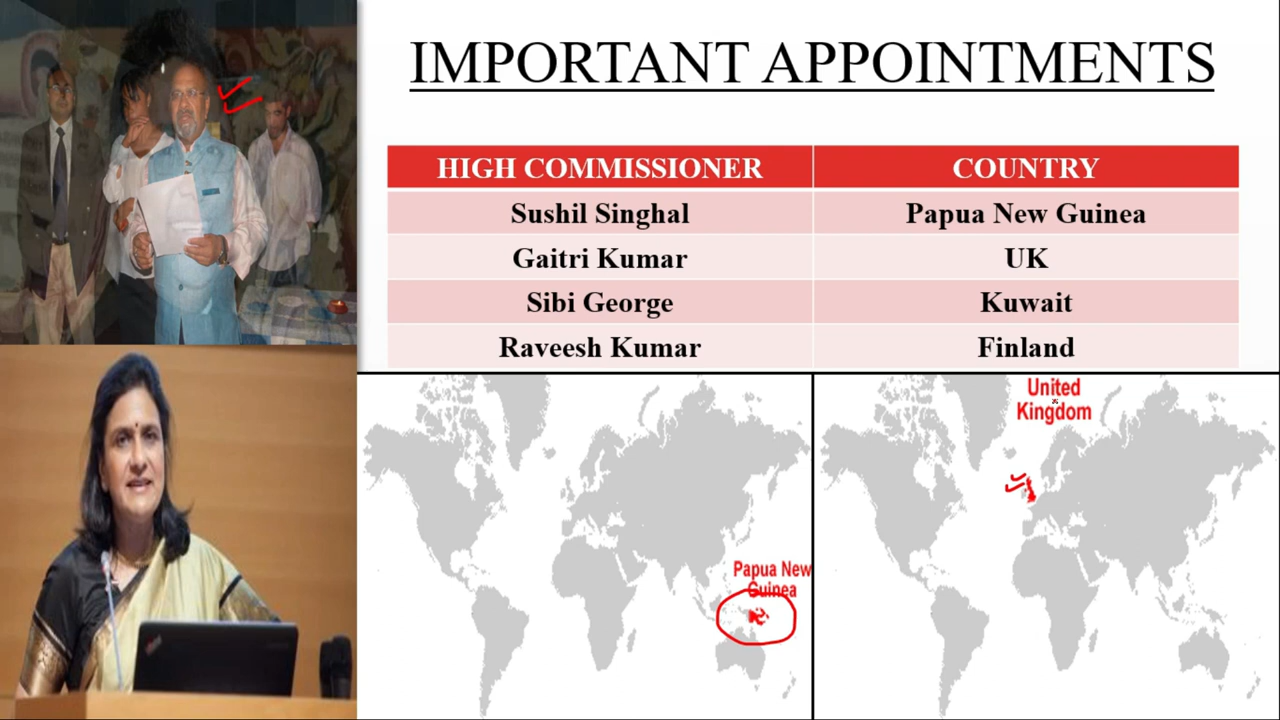 IMPORTANT APPOINTMENTS
HIGH COMMISSIONER COUNTRY
Sushil Singhal Papua New Guinea
Gaitri Kumar UK
Sibi George Kuwait
Raveesh Kumar Finland
Papua New
Guinea
United
Kingdom